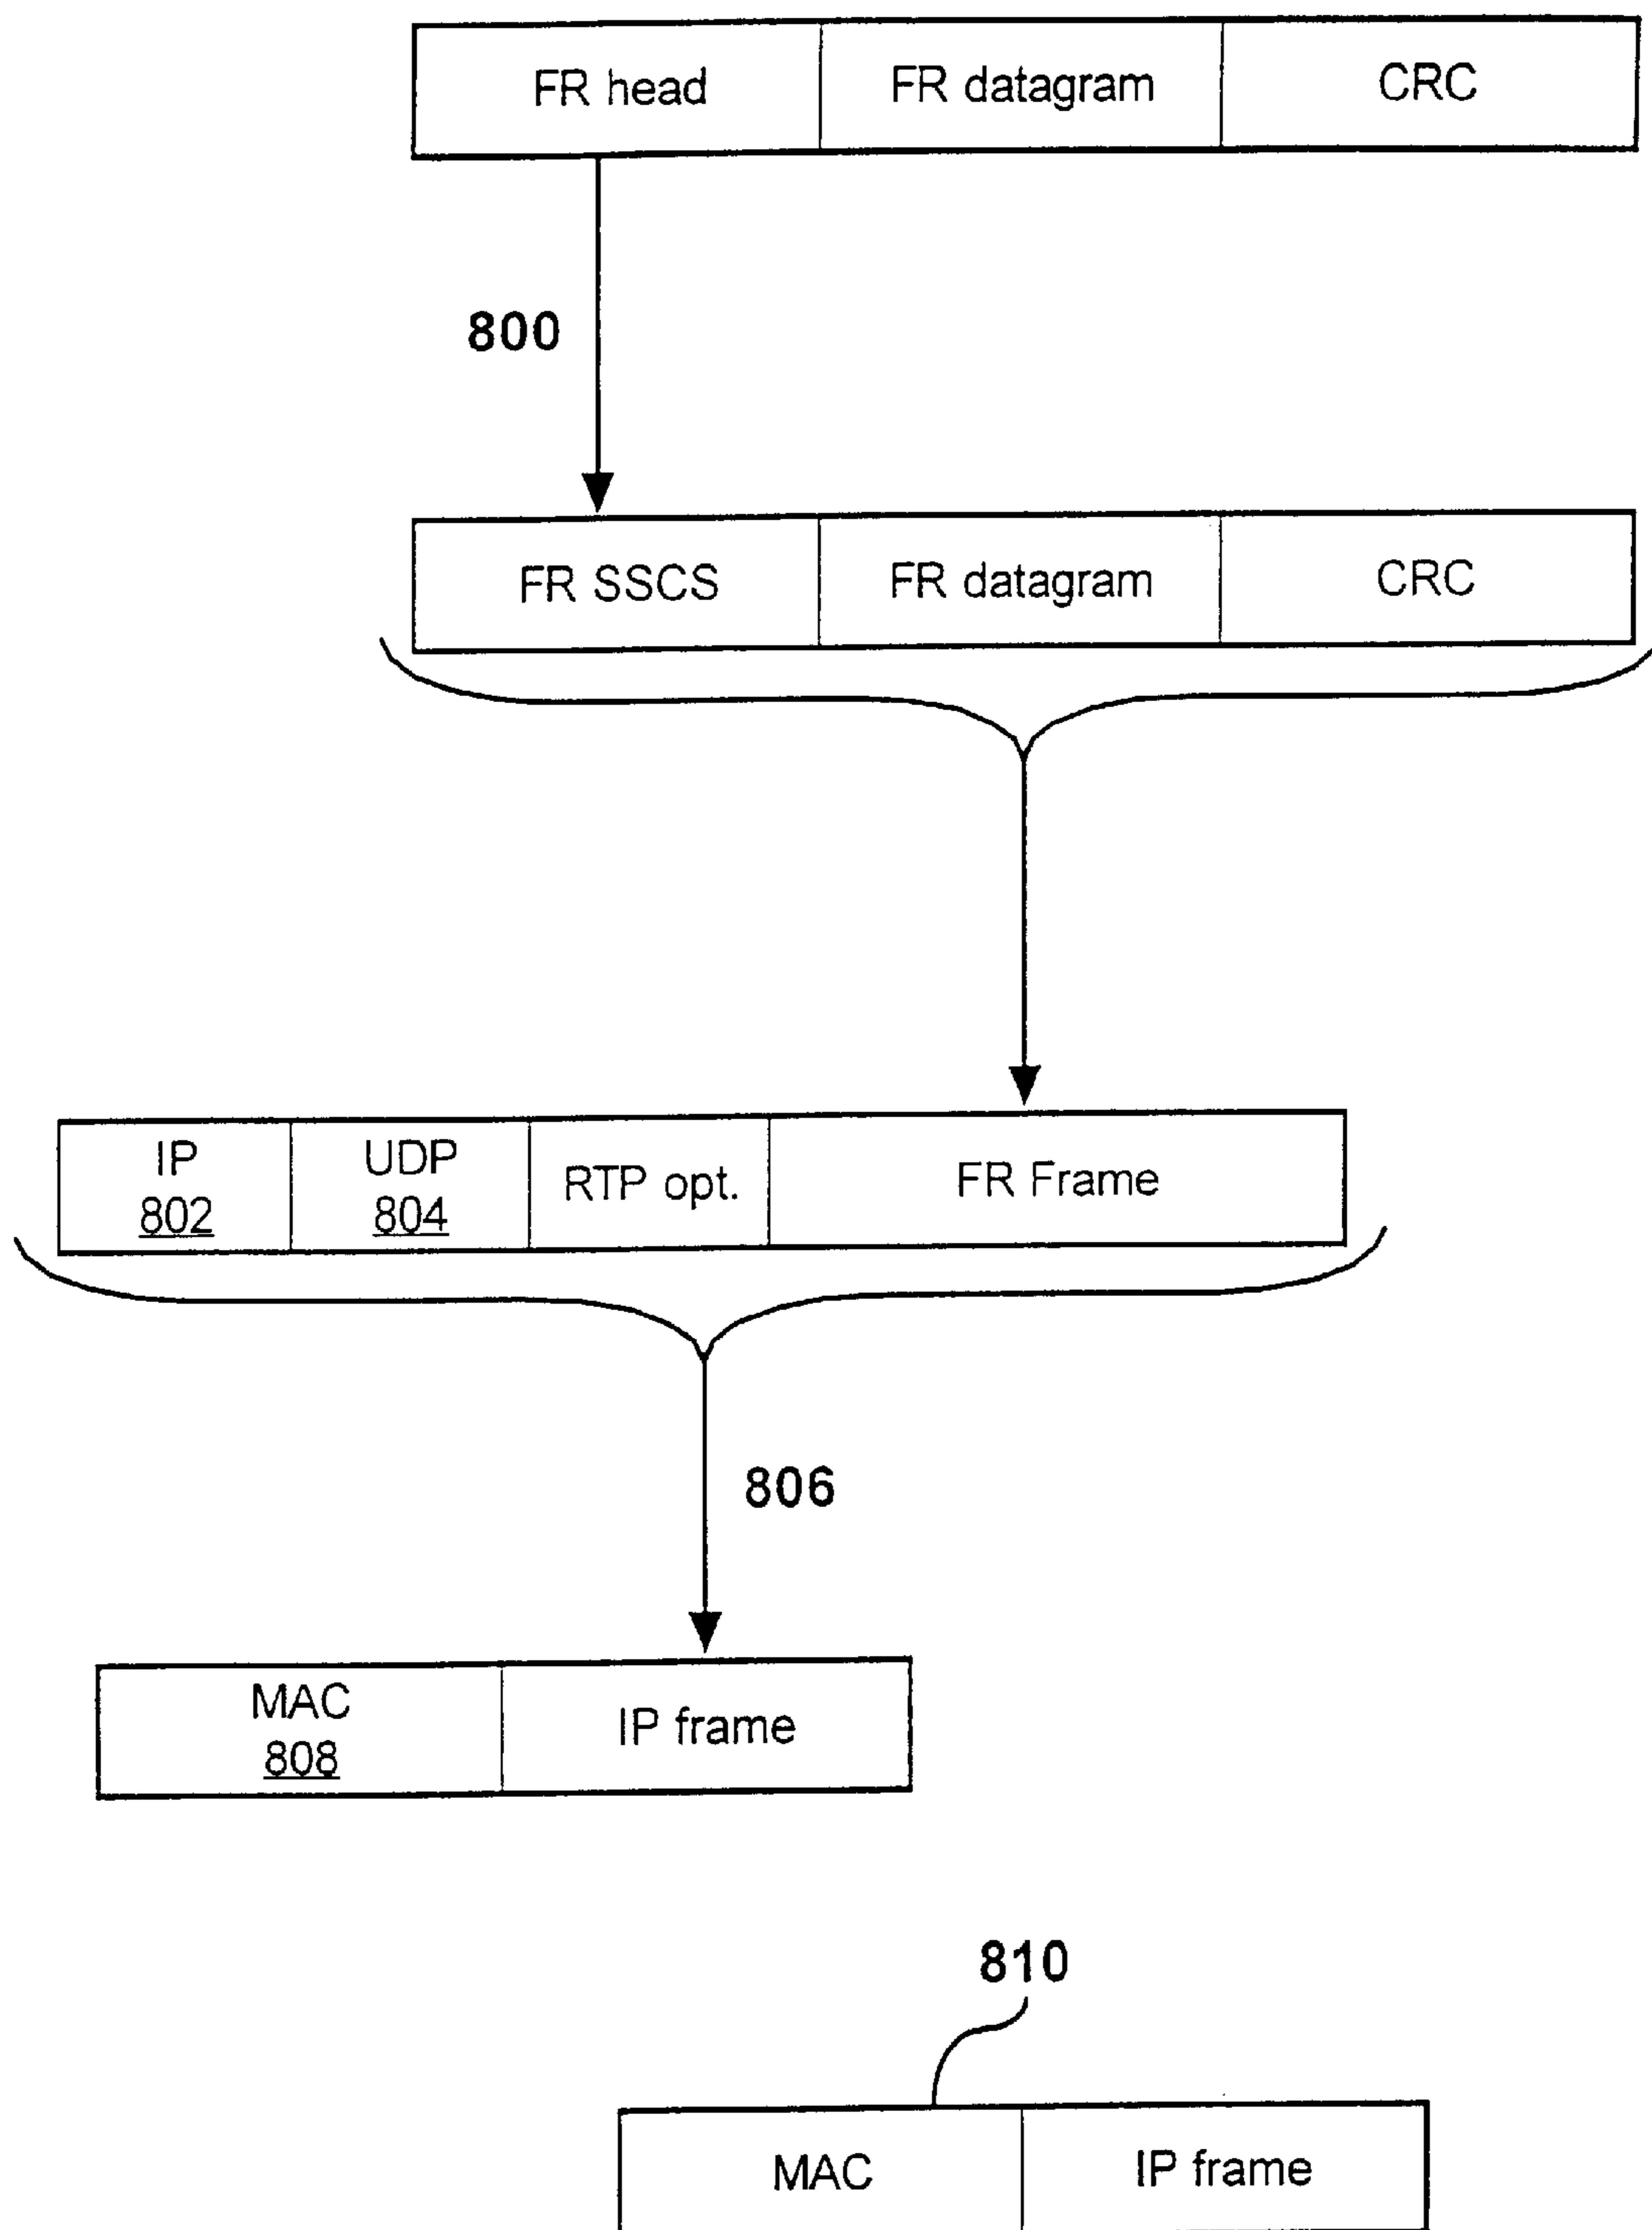 FR head FR datagram CRC
800
FR SSCS FR datagram CRC
IP UDP RTP opt. FR Frame
802 804
806
MAC IP frame
808
810
MAC IP frame